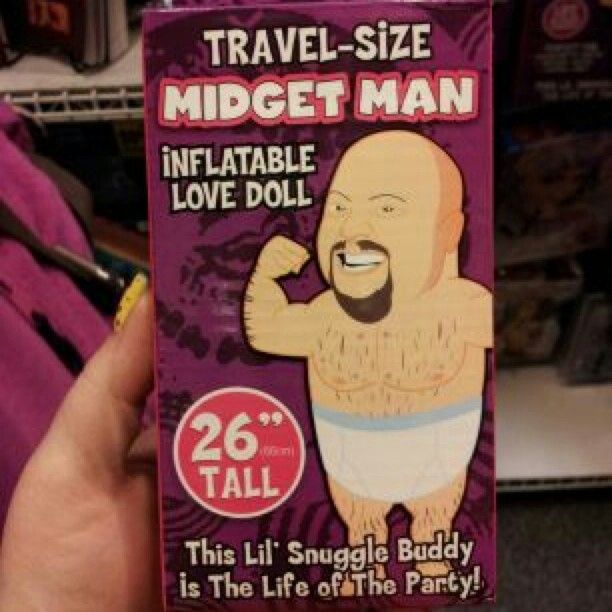 TRAVEL-SiZE
MIDGET MAN
iNFLATABLE
LOVE DOLL
26”
(66cm)
TALL
This Lil' Snuggle Buddy
is The Life of The Party!